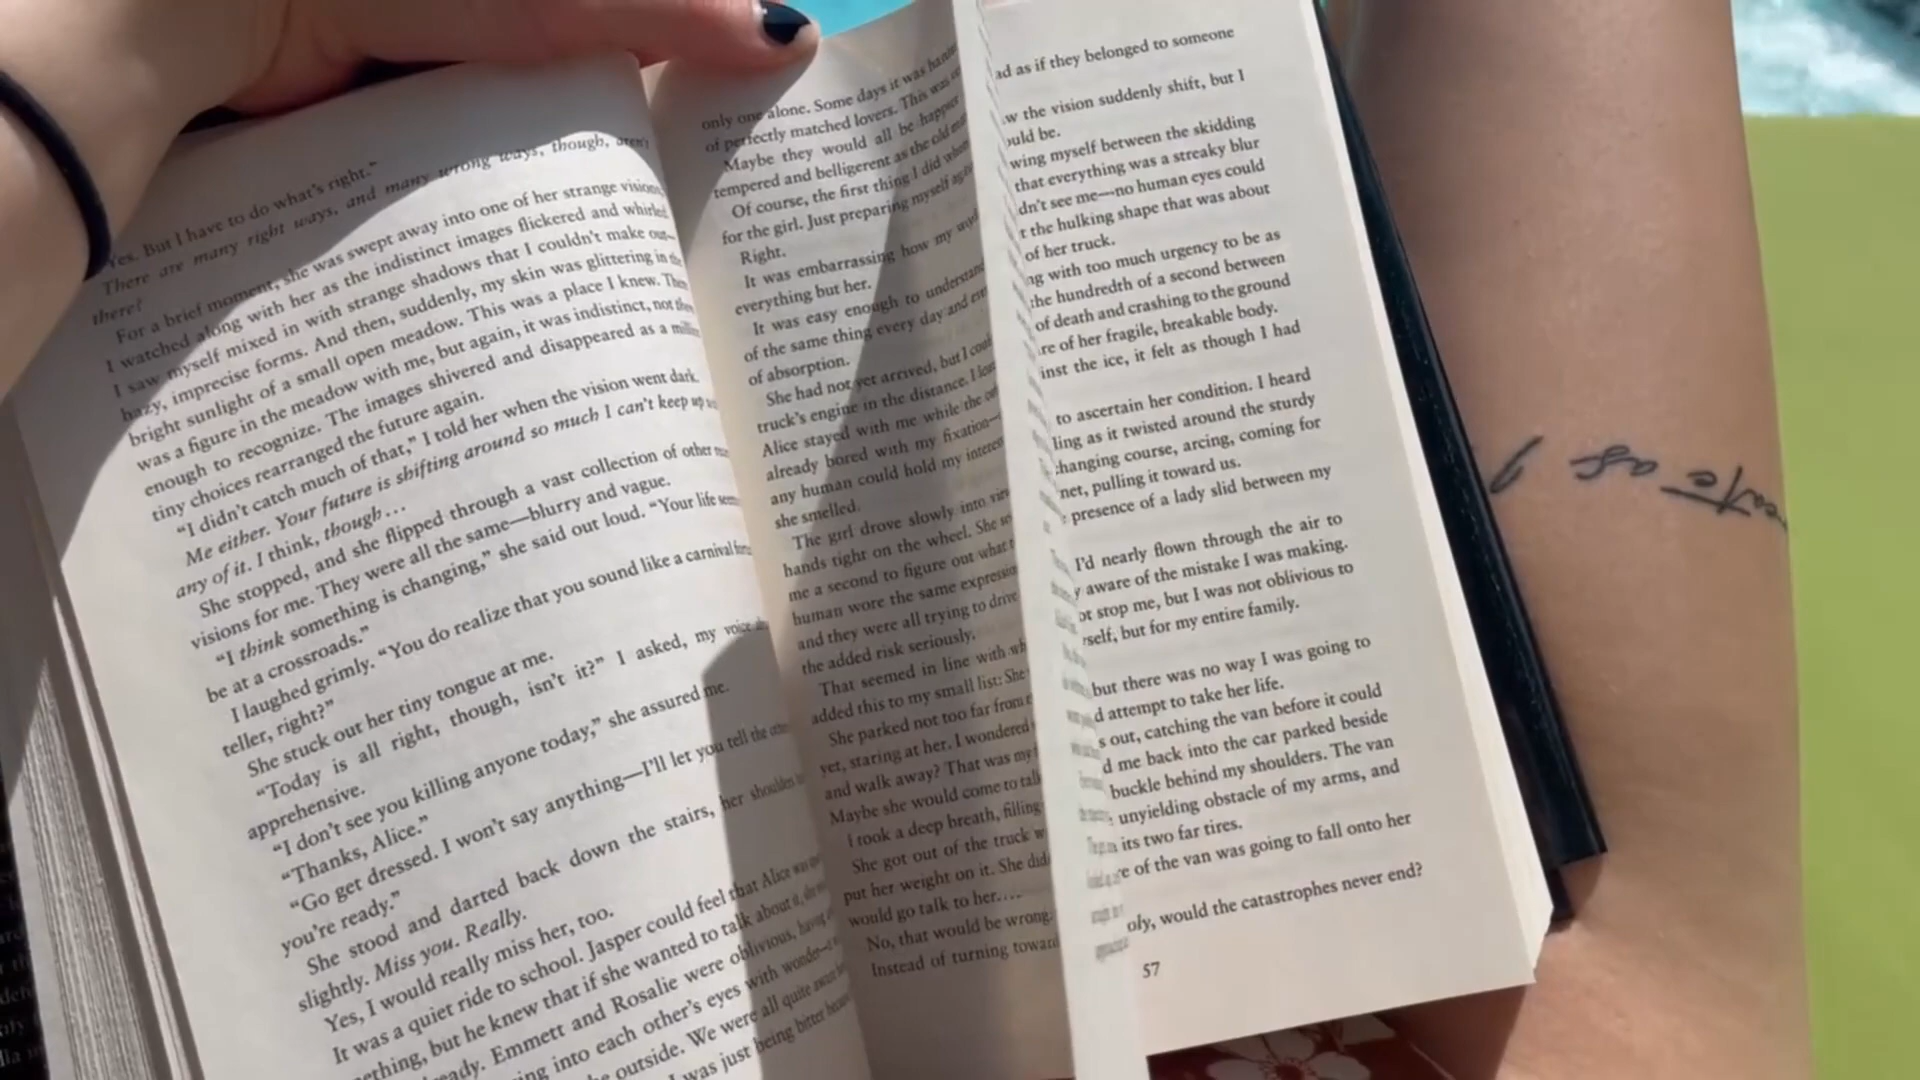 "Yes. But I have to do what's right."
There are many right ways, and many wrong ways, though, aren't
there?
For a brief moment, she was swept away into one of her strange visions.
I watched along with her as the indistinct images flickered and whirled.
I saw myself mixed in with strange shadows that I couldn't make out—
hazy, imprecise forms. And then, suddenly, my skin was glittering in the
bright sunlight of a small open meadow. This was a place I knew. There
was a figure in the meadow with me, but again, it was indistinct, not there
enough to recognize. The images shivered and disappeared as a million
tiny choices rearranged the future again.
"I didn't catch much of that," I told her when the vision went dark.
Me either. Your future is shifting around so much I can't keep up
any of it. I think, though...
She stopped, and she flipped through a vast collection of other
visions for me. They were all the same—blurry and vague.
"I think something is changing," she said out loud. "Your life
be at a crossroads."
I laughed grimly. "You do realize that you sound like a carnival
teller, right?"
She stuck out her tiny tongue at me.
"Today is all right, though, isn't it?" I asked, my voice
apprehensive.
"I don't see you killing anyone today," she assured me.
"Thanks, Alice."
"Go get dressed. I won't say anything—I'll let you tell the
you're ready."
She stood and darted back down the stairs, her shoulders
slightly. Miss you. Really.
Yes, I would really miss her, too.
It was a quiet ride to school. Jasper could feel that Alice was
ething, but he knew that if she wanted to talk about it, she
eady. Emmett and Rosalie were oblivious, having
ing into each other's eyes with wonder—
he outside. We were all quite aware
I was just being bitter
only one alone. Some days it was
of perfectly matched lovers. This was
Maybe they would all be happier
tempered and belligerent as the old
Of course, the first thing I did when
for the girl. Just preparing myself
Right.
It was embarrassing how my
everything but her.
It was easy enough to understand
of the same thing every day and
of absorption.
She had not yet arrived, but I
truck's engine in the distance. I
Alice stayed with me while the
already bored with my fixation—
any human could hold my
she smelled.
The girl drove slowly into
hands tight on the wheel. She
me a second to figure out what
human wore the same
and they were all trying to drive
the added risk seriously.
That seemed in line with
added this to my small list: She
She parked not too far from
yet, staring at her. I wondered
and walk away? That was my
Maybe she would come to
I took a deep breath, filling
She got out of the truck
put her weight on it. She
would go talk to her....
No, that would be wrong.
Instead of turning
ad as if they belonged to someone
w the vision suddenly shift, but I
ould be.
wing myself between the skidding
that everything was a streaky blur
dn't see me—no human eyes could
t the hulking shape that was about
of her truck.
ng with too much urgency to be as
the hundredth of a second between
of death and crashing to the ground
re of her fragile, breakable body.
inst the ice, it felt as though I had
to ascertain her condition. I heard
ling as it twisted around the sturdy
hanging course, arcing, coming for
net, pulling it toward us.
presence of a lady slid between my
I'd nearly flown through the air to
y aware of the mistake I was making.
ot stop me, but I was not oblivious to
rself, but for my entire family.
but there was no way I was going to
d attempt to take her life.
s out, catching the van before it could
d me back into the car parked beside
buckle behind my shoulders. The van
unyielding obstacle of my arms, and
its two far tires.
re of the van was going to fall onto her
oly, would the catastrophes never end?
57